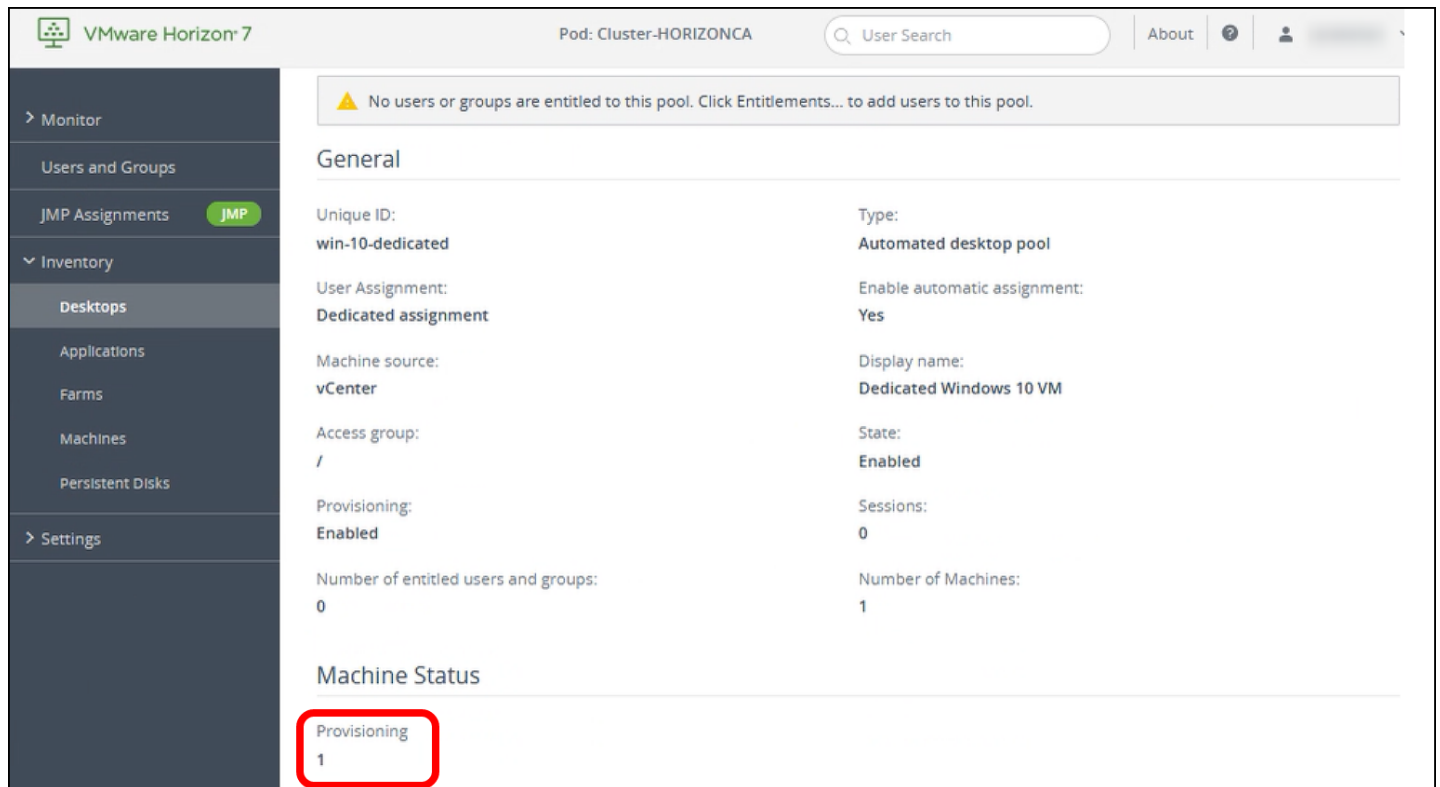 VMware Horizon® 7
Pod: Cluster-HORIZONCA
User Search
About
Monitor
Users and Groups
JMP Assignments JMP
Inventory
Desktops
Applications
Farms
Machines
Persistent Disks
Settings
No users or groups are entitled to this pool. Click Entitlements... to add users to this pool.
General
Unique ID:
win-10-dedicated
Type:
Automated desktop pool
User Assignment:
Dedicated assignment
Enable automatic assignment:
Yes
Machine source:
vCenter
Display name:
Dedicated Windows 10 VM
Access group:
/
State:
Enabled
Provisioning:
Enabled
Sessions:
0
Number of entitled users and groups:
0
Number of Machines:
1
Machine Status
Provisioning
1